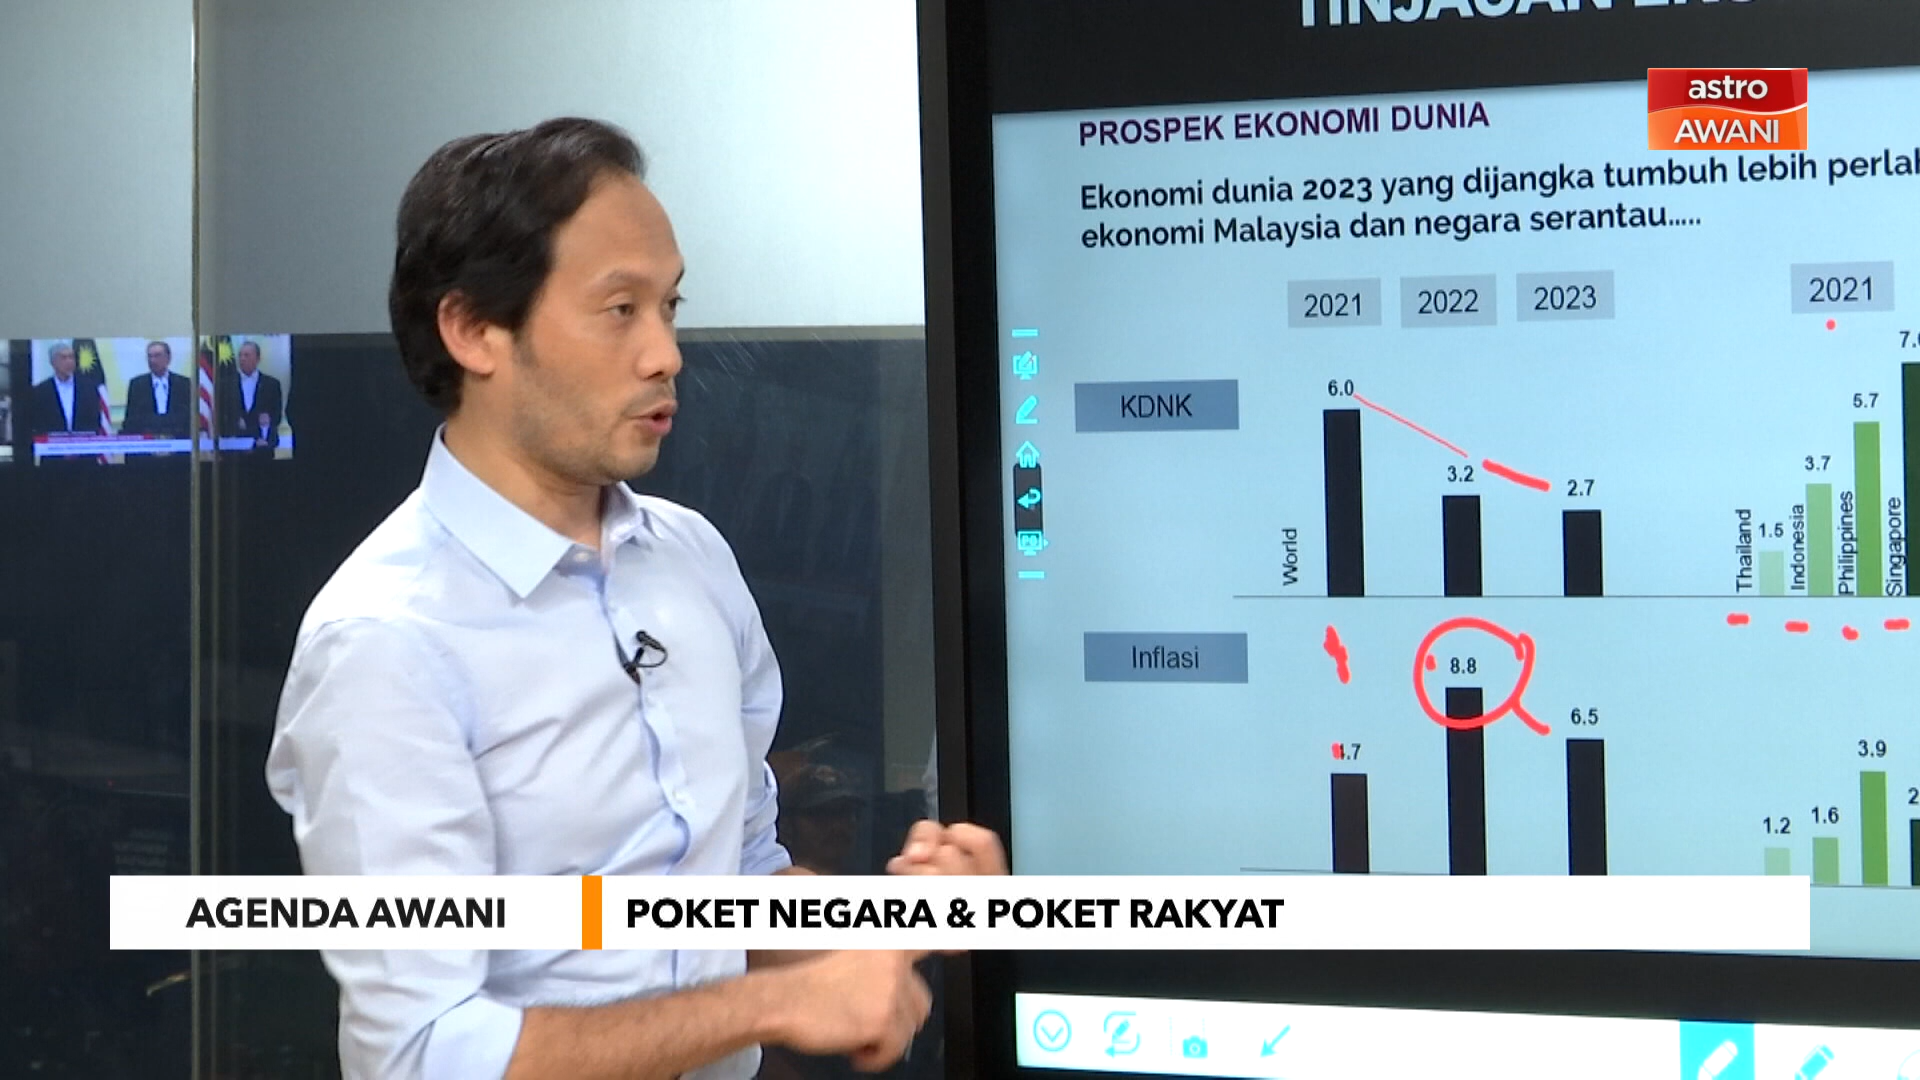 astro
AWANI
PROSPEK EKONOMI DUNIA
Ekonomi dunia 2023 yang dijangka tumbuh lebih
ekonomi Malaysia dan negara serantau.....
2021 2022 2023 2021
KDNK
6.0 3.2 2.7
World
Thailand 1.5 Indonesia 3.7 Philippines 5.7 Singapore
Inflasi
4.7 8.8 6.5
1.2 1.6 3.9
AGENDA AWANI
POKET NEGARA & POKET RAKYAT